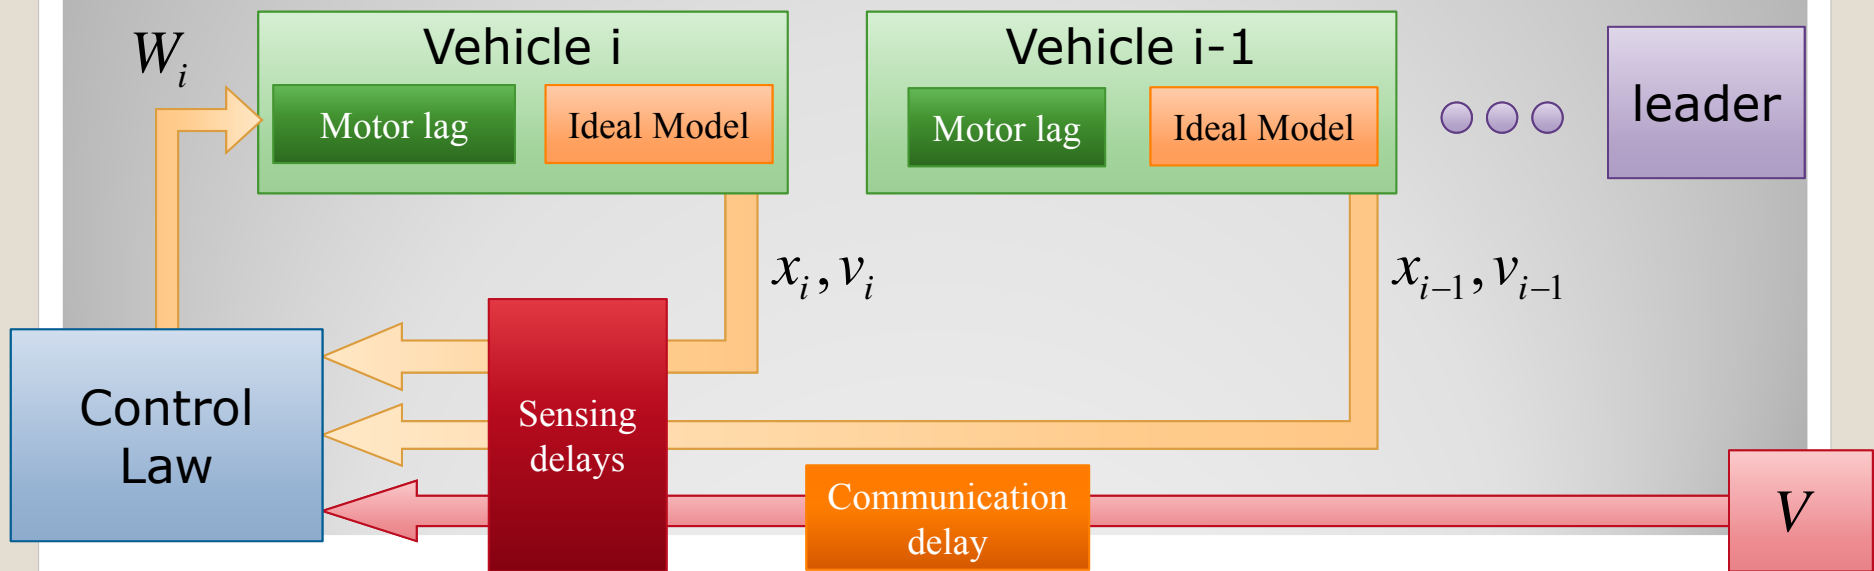 W_i
Vehicle i
Motor lag
Ideal Model
Vehicle i-1
Motor lag
Ideal Model
leader
x_i, v_i
x_{i-1}, v_{i-1}
Control
Law
Sensing
delays
Communication
delay
V